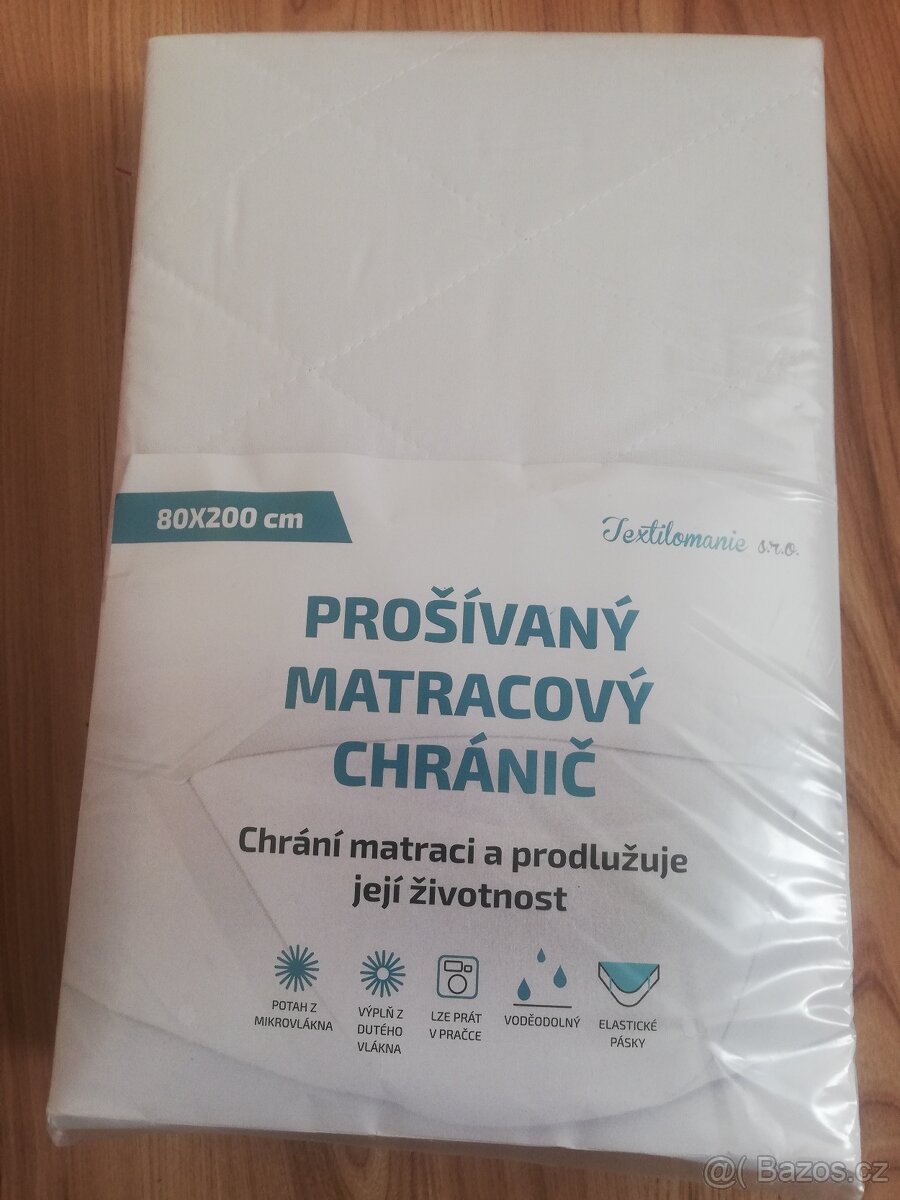 80X200 cm
Textilomanie s.r.o.
PROŠÍVANÝ
MATRACOVÝ
CHRÁNIČ
Chrání matraci a prodlužuje
její životnost
POTAH Z
MIKROVLÁKNA
VÝPLŇ Z
DUTÉHO
VLÁKNA
LZE PRÁT
V PRAČCE
VODĚODOLNÝ
ELASTICKÉ
PÁSKY
@( Bazos.cz